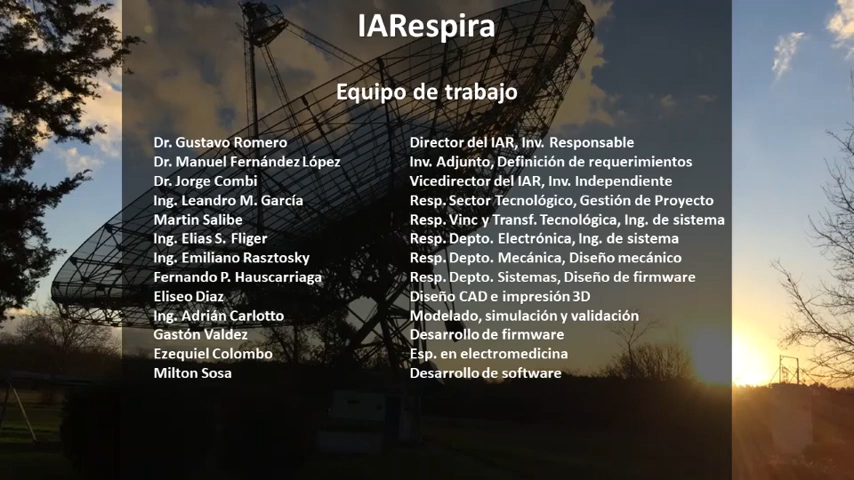 IARespira
Equipo de trabajo
Dr. Gustavo Romero Director del IAR, Inv. Responsable
Dr. Manuel Fernández López Inv. Adjunto, Definición de requerimientos
Dr. Jorge Combi Vicedirector del IAR, Inv. Independiente
Ing. Leandro M. García Resp. Sector Tecnológico, Gestión de Proyecto
Martin Salibe Resp. Vinc y Transf. Tecnológica, Ing. de sistema
Ing. Elias S. Fliger Resp. Depto. Electrónica, Ing. de sistema
Ing. Emiliano Rasztosky Resp. Depto. Mecánica, Diseño mecánico
Fernando P. Hauscarriaga Resp. Depto. Sistemas, Diseño de firmware
Eliseo Diaz Diseño CAD e impresión 3D
Ing. Adrián Carlotto Modelado, simulación y validación
Gastón Valdez Desarrollo de firmware
Ezequiel Colombo Esp. en electromedicina
Milton Sosa Desarrollo de software